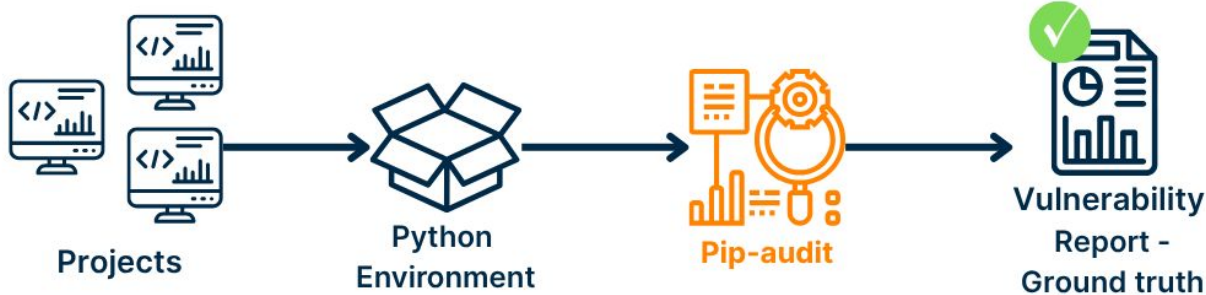 </>
</>
</>
Projects
Python
Environment
Pip-audit
Vulnerability
Report -
Ground truth